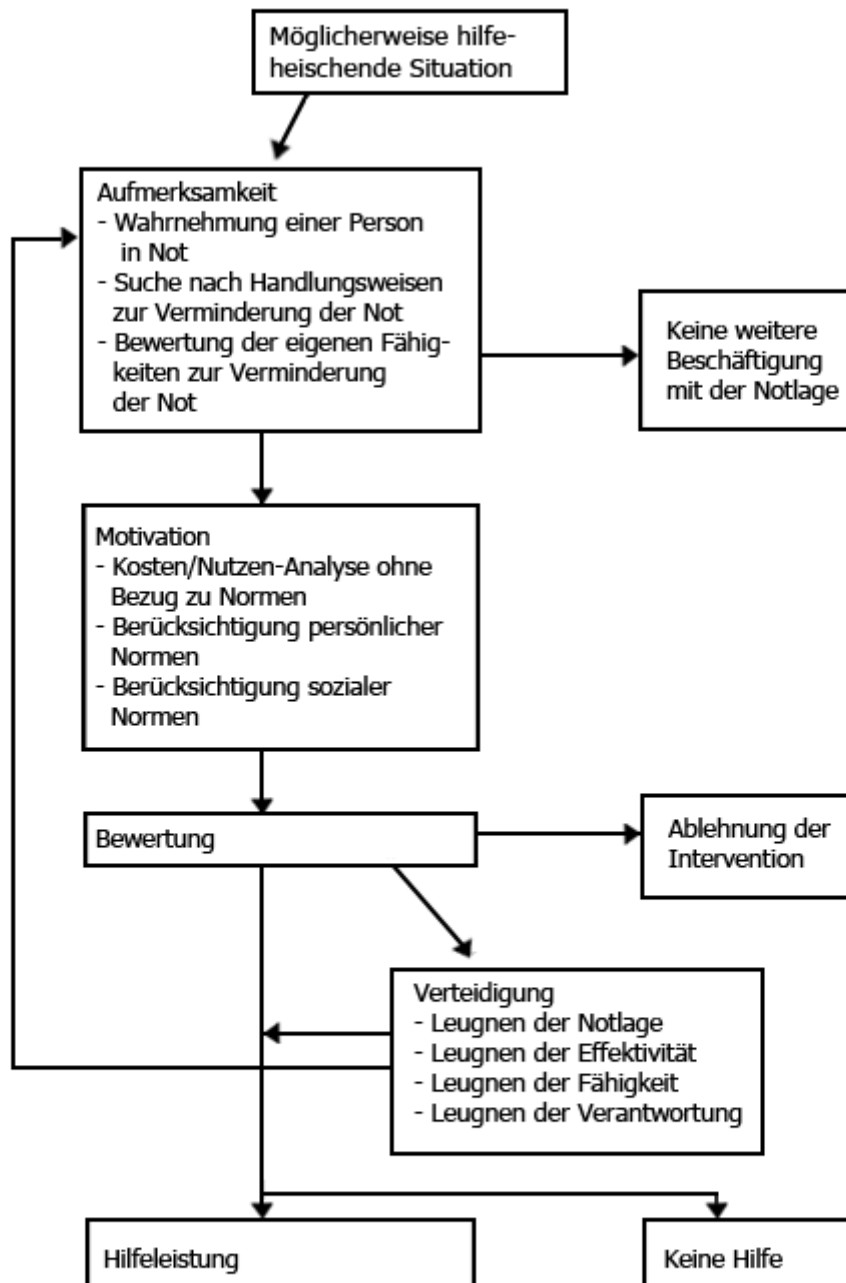 Möglicherweise hilfe-
heischende Situation
Aufmerksamkeit
- Wahrnehmung einer Person
in Not
- Suche nach Handlungsweisen
zur Verminderung der Not
- Bewertung der eigenen Fähig-
keiten zur Verminderung
der Not
Keine weitere
Beschäftigung
mit der Notlage
Motivation
- Kosten/Nutzen-Analyse ohne
Bezug zu Normen
- Berücksichtigung persönlicher
Normen
- Berücksichtigung sozialer
Normen
Bewertung
Ablehnung der
Intervention
Verteidigung
- Leugnen der Notlage
- Leugnen der Effektivität
- Leugnen der Fähigkeit
- Leugnen der Verantwortung
Hilfeleistung
Keine Hilfe